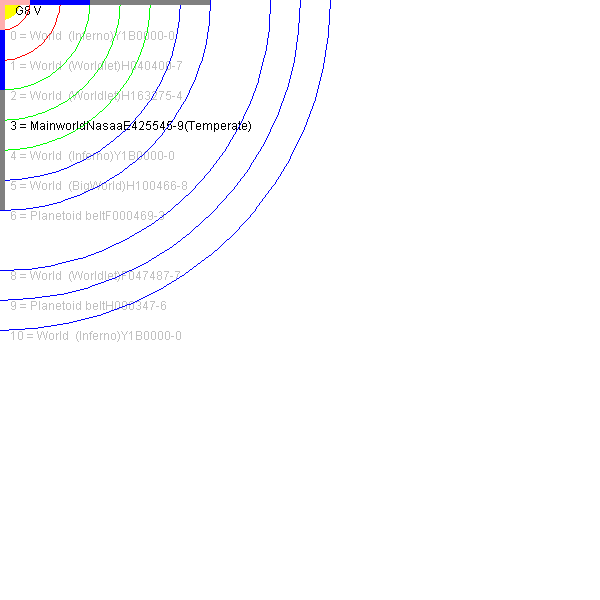 G8 V
0 = World (Inferno)Y1B0000-0
1 = World (Worldlet)H040400-7
2 = World (Worldlet)H163275-4
3 = MainworldNasaaE425545-9(Temperate)
4 = World (Inferno)Y1B0000-0
5 = World (BigWorld)H100466-8
6 = Planetoid beltF000469-3
8 = World (Worldlet)F047487-7
9 = Planetoid beltH000347-6
10 = World (Inferno)Y1B0000-0